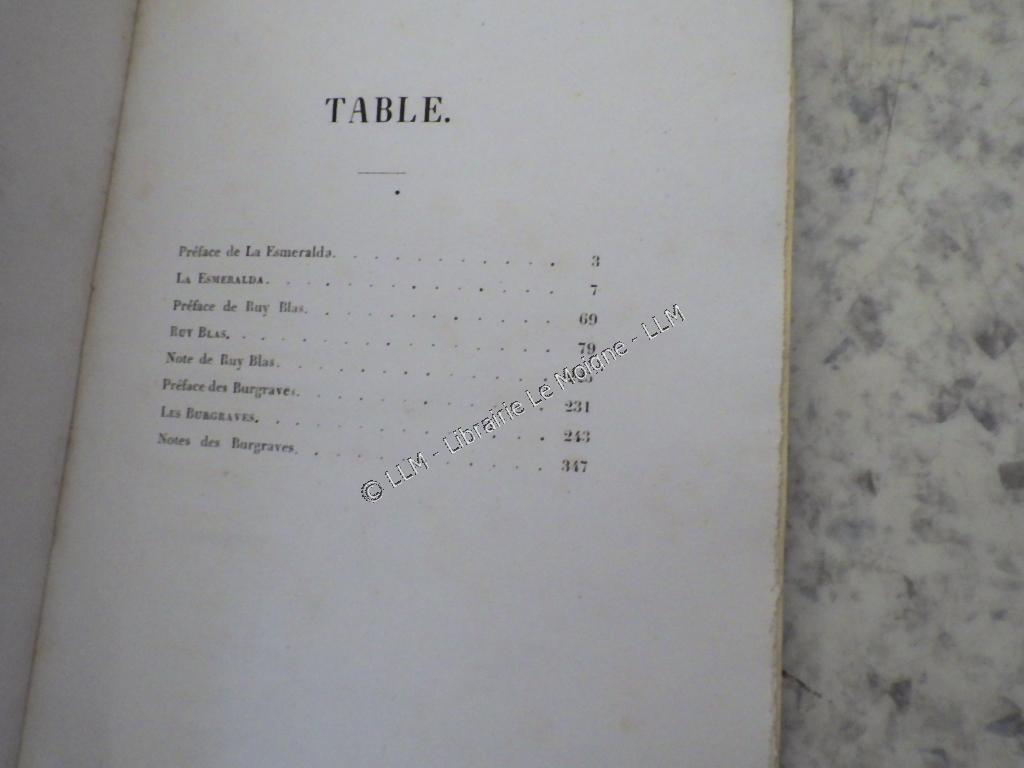 TABLE.
Préface de La Esmeralda. 3
LA ESMERALDA. 7
Préface de Ruy Blas. 69
RUY BLAS. 79
Note de Ruy Blas.
Préface des Burgraves. 231
LES BURGRAVES. 243
Notes des Burgraves. 347
© LLM - Librairie Le Moigne - LLM